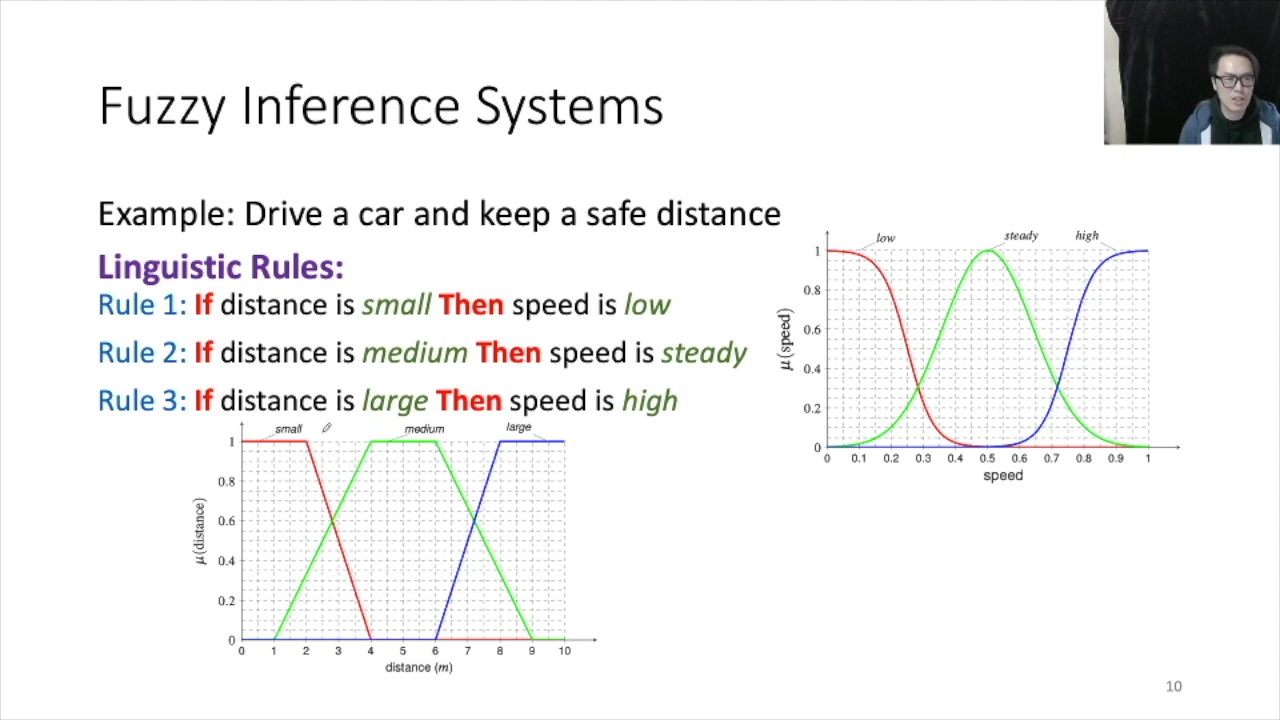 Fuzzy Inference Systems
Example: Drive a car and keep a safe distance
Linguistic Rules:
Rule 1: If distance is small Then speed is low
Rule 2: If distance is medium Then speed is steady
Rule 3: If distance is large Then speed is high
low steady high
1
0.8
0.6
0.4
0.2
0
μ(speed)
0 0.1 0.2 0.3 0.4 0.5 0.6 0.7 0.8 0.9 1
speed
small medium large
1
0.8
0.6
0.4
0.2
0
μ(distance)
0 1 2 3 4 5 6 7 8 9 10
distance (m)
10